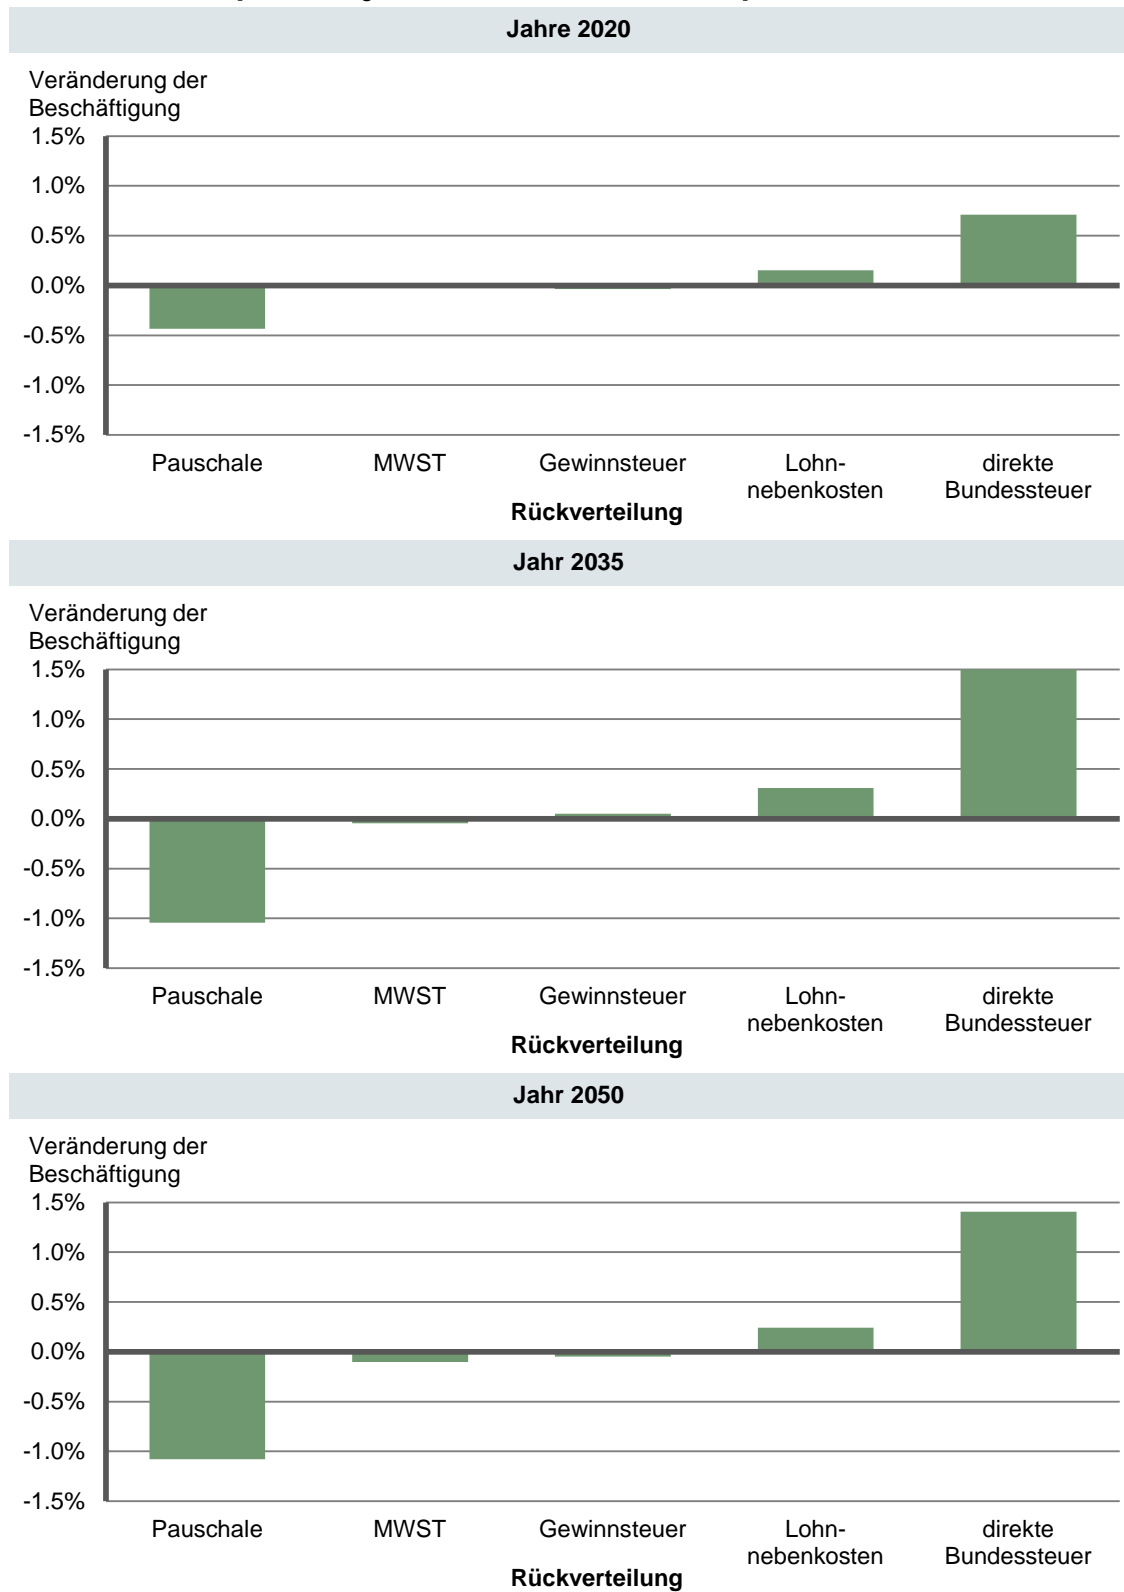 Jahre 2020
Veränderung der
Beschäftigung
1.5%
1.0%
0.5%
0.0%
-0.5%
-1.0%
-1.5%
Pauschale MWST Gewinnsteuer Lohn- direkte
nebenkosten Bundessteuer
Rückverteilung
Jahr 2035
Veränderung der
Beschäftigung
1.5%
1.0%
0.5%
0.0%
-0.5%
-1.0%
-1.5%
Pauschale MWST Gewinnsteuer Lohn- direkte
nebenkosten Bundessteuer
Rückverteilung
Jahr 2050
Veränderung der
Beschäftigung
1.5%
1.0%
0.5%
0.0%
-0.5%
-1.0%
-1.5%
Pauschale MWST Gewinnsteuer Lohn- direkte
nebenkosten Bundessteuer
Rückverteilung